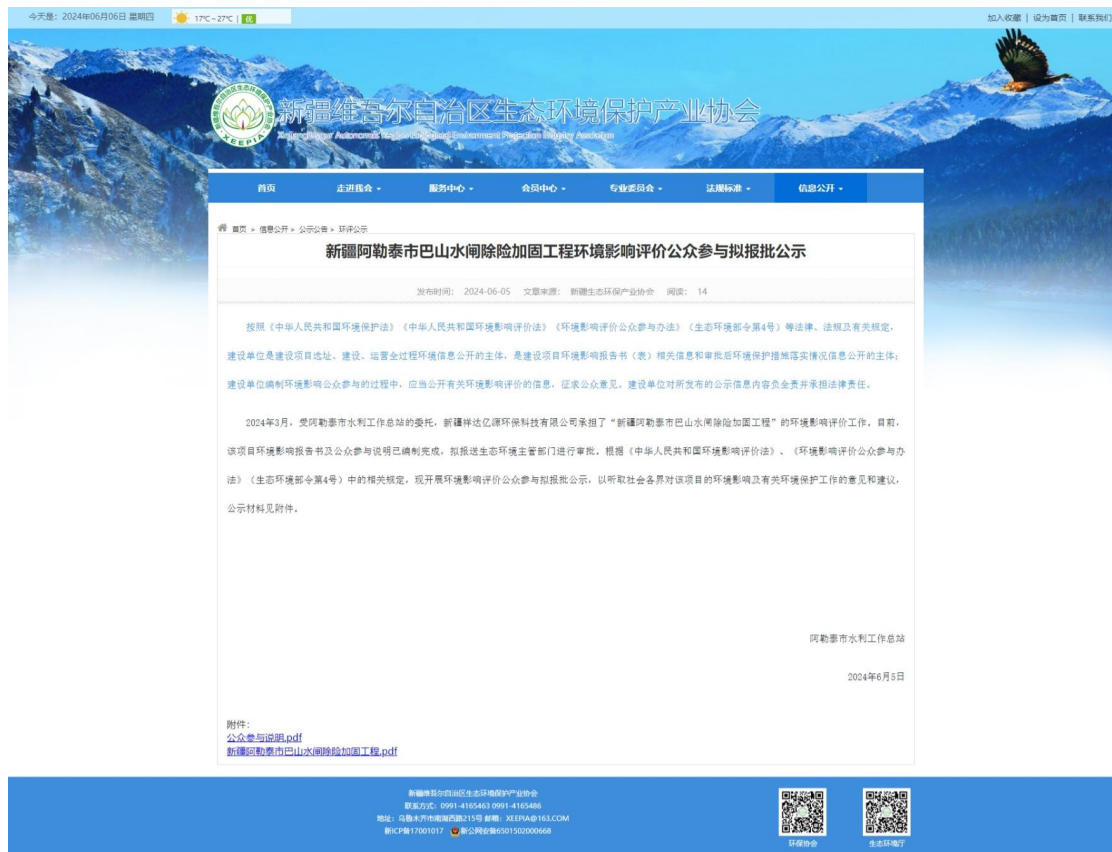 今天是：2024年06月06日 星期四
17℃~27℃ | 优
加入收藏 | 设为首页 | 联系我们
新疆维吾尔自治区生态环境保护产业协会
XEEPIA
首页 走进我会 服务中心 会员中心 专业委员会 法规标准 信息公开
首页 » 信息公开 » 公示公告 » 环评公示
新疆阿勒泰市巴山水闸除险加固工程环境影响评价公众参与拟报批公示
发布时间： 2024-06-05 文章来源： 新疆生态环保产业协会 阅读： 14
按照《中华人民共和国环境保护法》《中华人民共和国环境影响评价法》《环境影响评价公众参与办法》（生态环境部令第4号）等法律、法规及有关规定，
建设单位是建设项目选址、建设、运营全过程环境信息公开的主体，是建设项目环境影响报告书（表）相关信息和审批后环境保护措施落实情况信息公开的主体；
建设单位编制环境影响公众参与的过程中，应当公开有关环境影响评价的信息，征求公众意见。建设单位对所发布的公示信息内容负全责并承担法律责任。
2024年3月，受阿勒泰市水利工作总站的委托，新疆祥达亿源环保科技有限公司承担了“新疆阿勒泰市巴山水闸除险加固工程”的环境影响评价工作。目前，
该项目环境影响报告书及公众参与说明已编制完成，拟报送生态环境主管部门进行审批。根据《中华人民共和国环境影响评价法》、《环境影响评价公众参与办
法》（生态环境部令第4号）中的相关规定，现开展环境影响评价公众参与拟报批公示，以听取社会各界对该项目的环境影响及有关环境保护工作的意见和建议，
公示材料见附件。
阿勒泰市水利工作总站
2024年6月5日
附件：
公众参与说明.pdf
新疆阿勒泰市巴山水闸除险加固工程.pdf
新疆维吾尔自治区生态环境保护产业协会
联系方式：0991-4165463 0991-4165486
地址：乌鲁木齐市南湖西路215号 邮箱：XEEPIA@163.COM
新ICP备17001017 新公网安备6501502000668
环保协会 生态环境厅